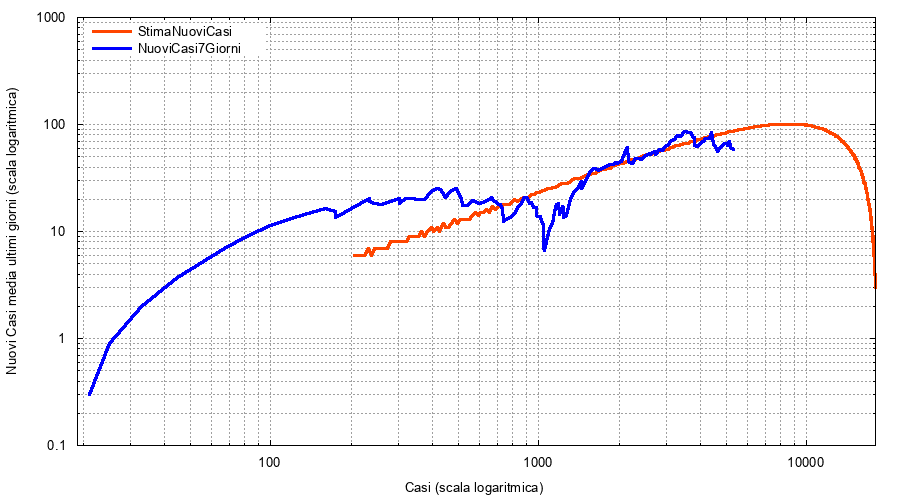 StimaNuoviCasi
NuoviCasi7Giorni
1000
100
10
1
0.1
Nuovi Casi media ultimi giorni (scala logaritmica)
100
1000
10000
Casi (scala logaritmica)